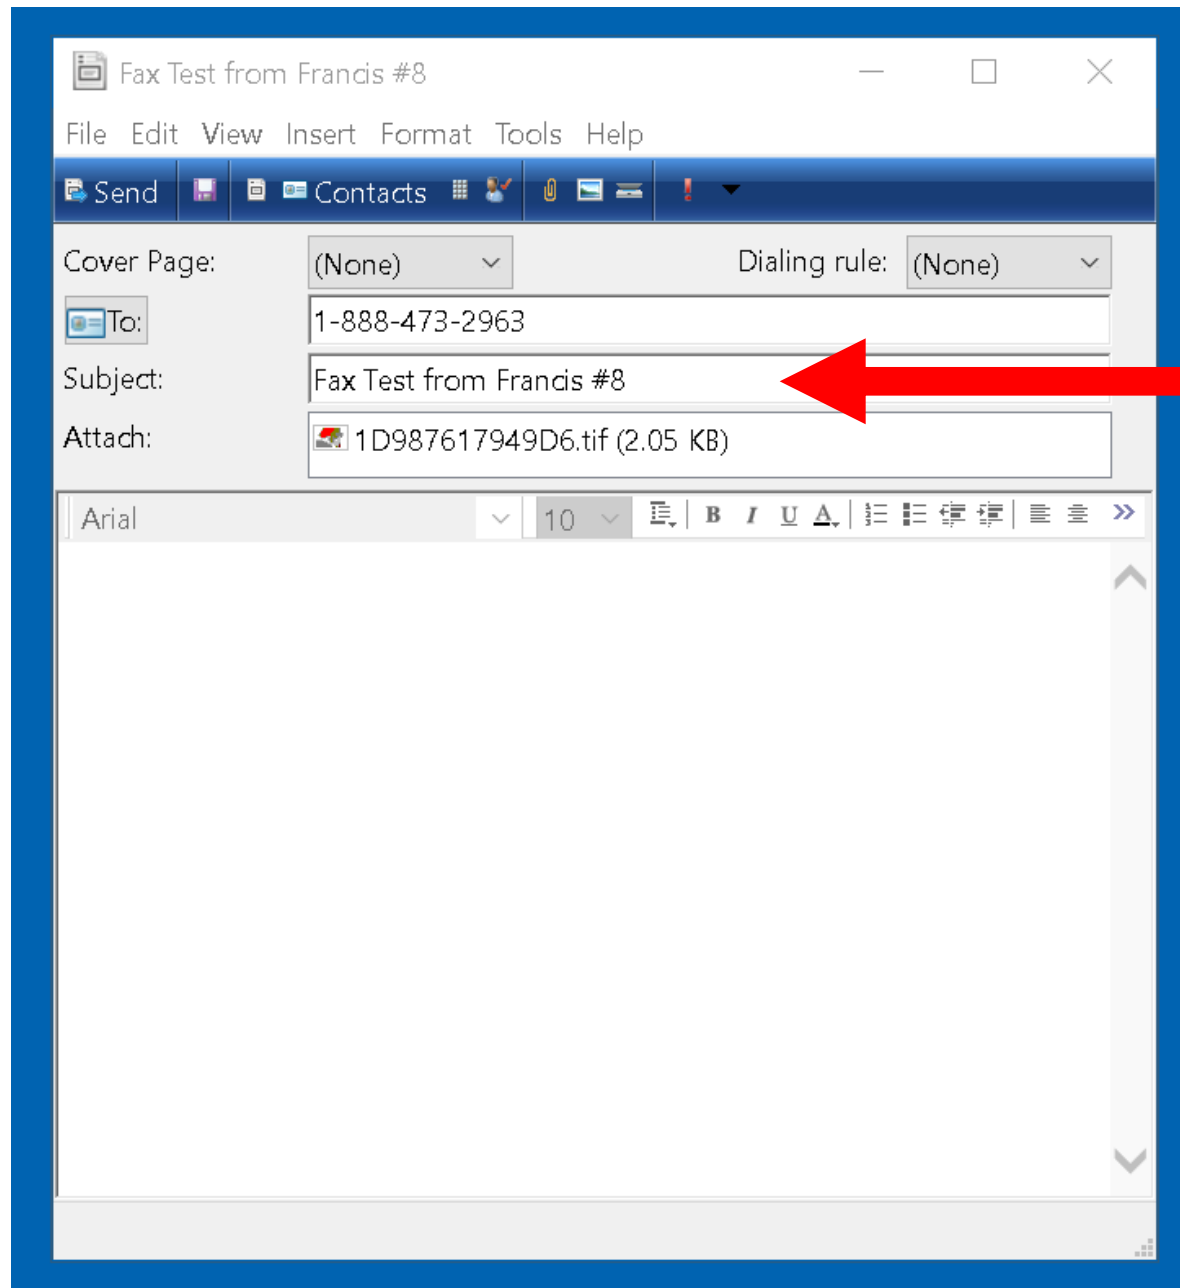 Fax Test from Francis #8
File Edit View Insert Format Tools Help
Send Contacts
Cover Page: (None) Dialing rule: (None)
To: 1-888-473-2963
Subject: Fax Test from Francis #8
Attach: 1D987617949D6.tif (2.05 KB)
Arial 10 B I U A